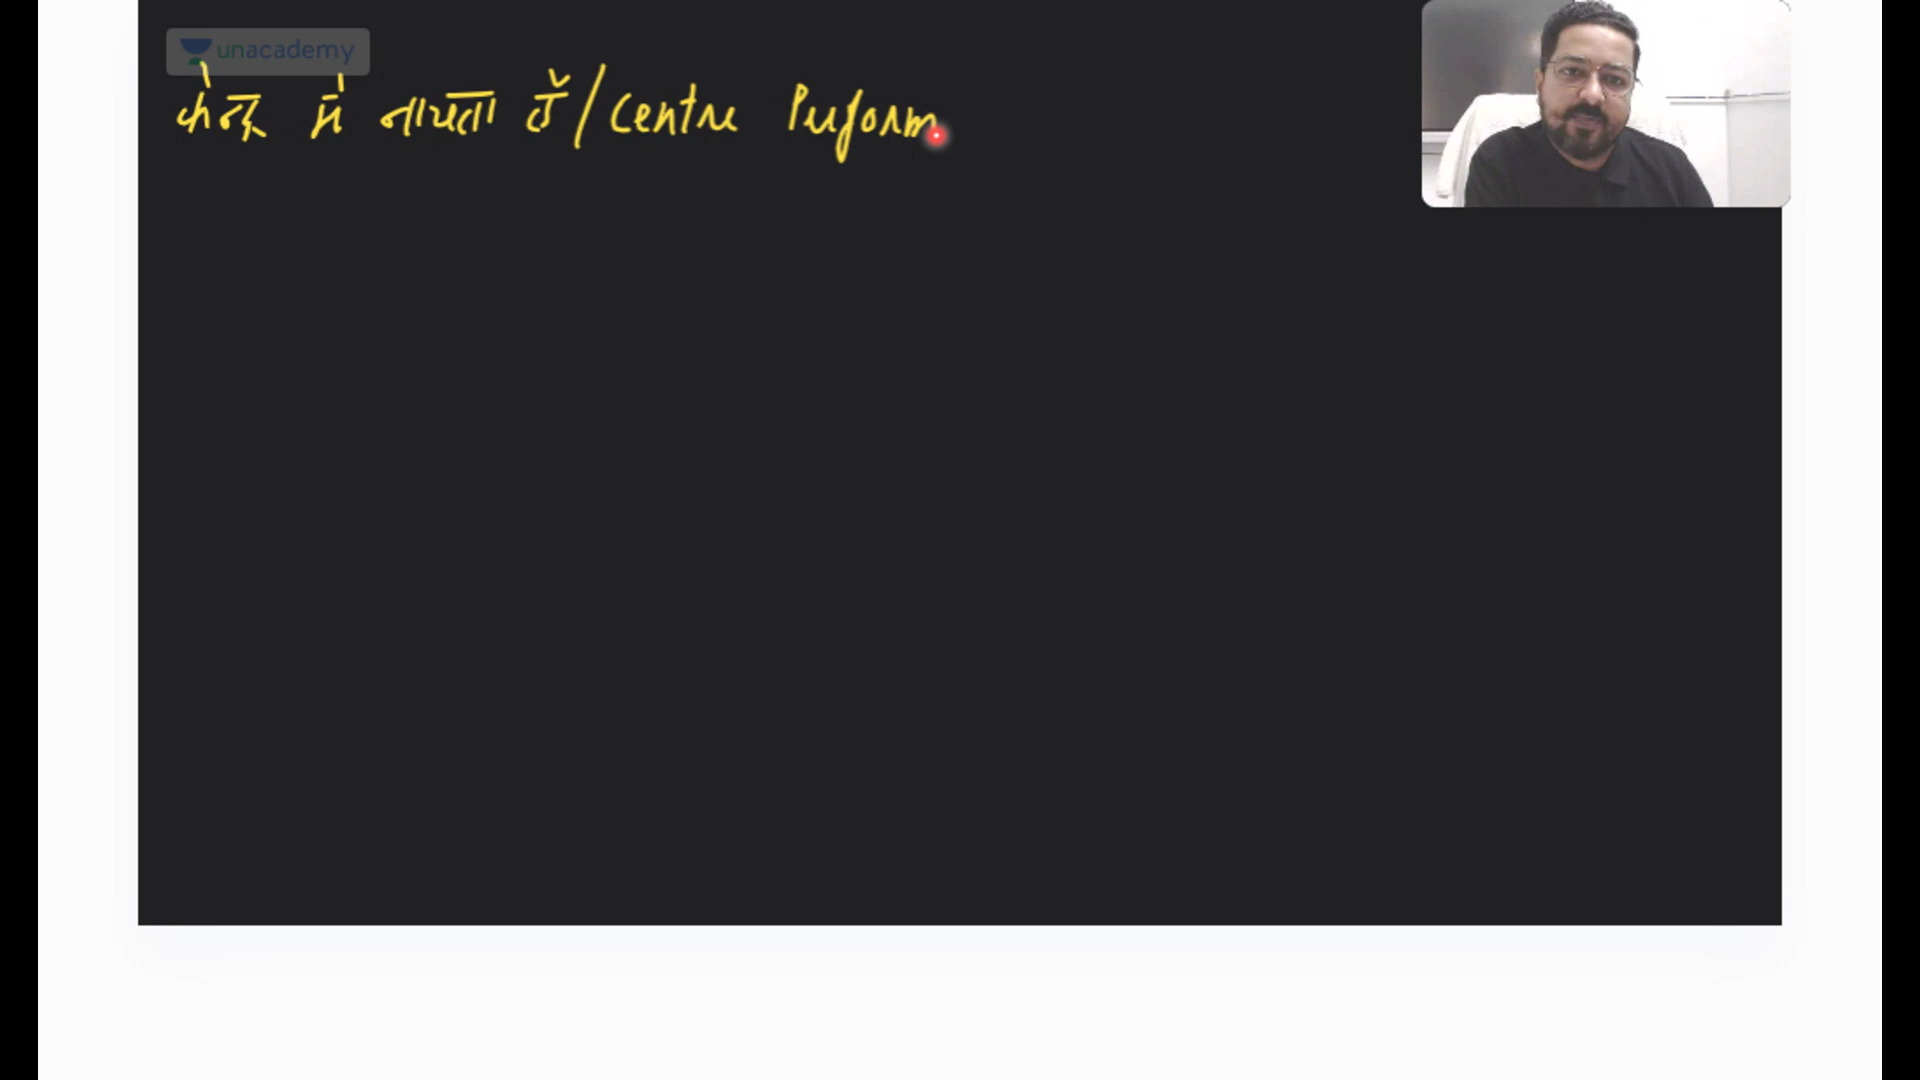 unacademy
केन्द्र में नाचता है / Centre Perform